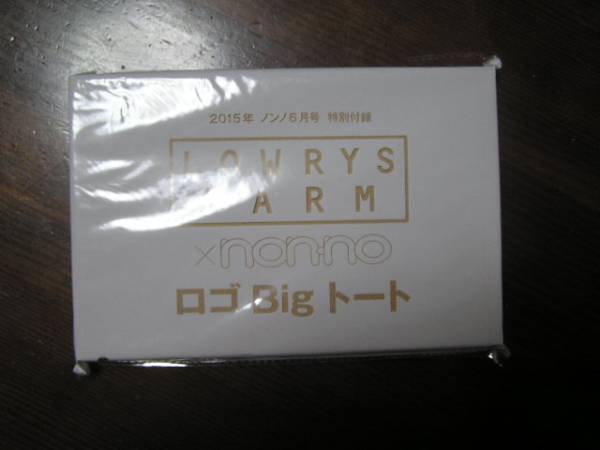 2015年 ノンノ6月号 特別付録
LOWRYS
FARM
×non-no
ロゴ Big トート